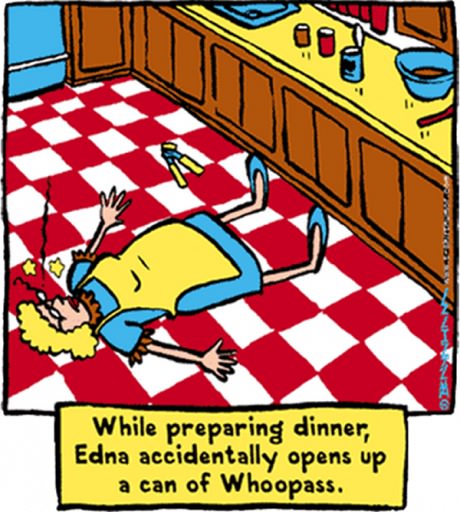 While preparing dinner,
Edna accidentally opens up
a can of Whoopass.